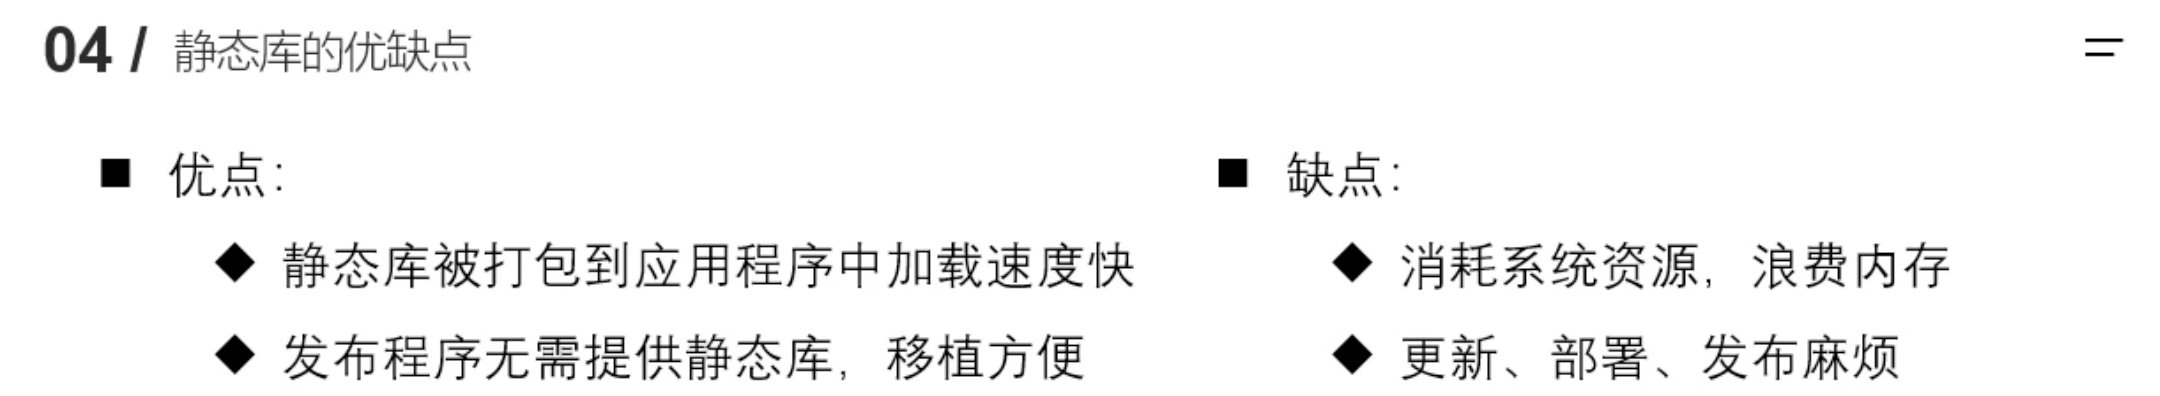 04 / 静态库的优缺点
■ 优点:
◆ 静态库被打包到应用程序中加载速度快
◆ 发布程序无需提供静态库, 移植方便
■ 缺点:
◆ 消耗系统资源, 浪费内存
◆ 更新、部署、发布麻烦